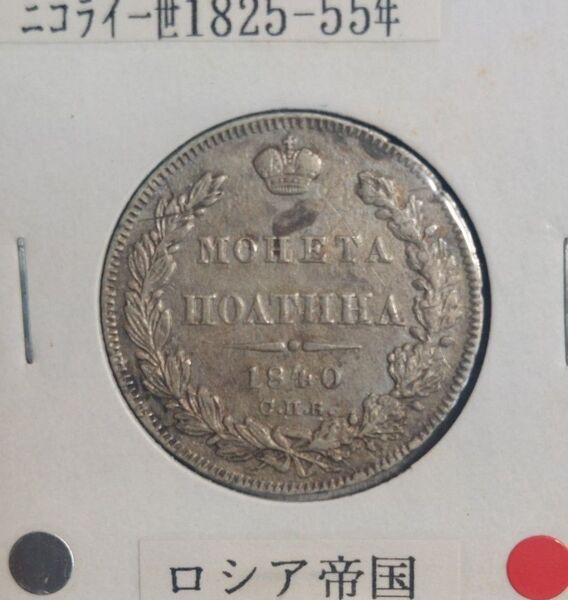 ニコライ一世1825-55年
МОНЕТА
ПОЛТИНА
1840
С.П.Б.
ロシア帝国